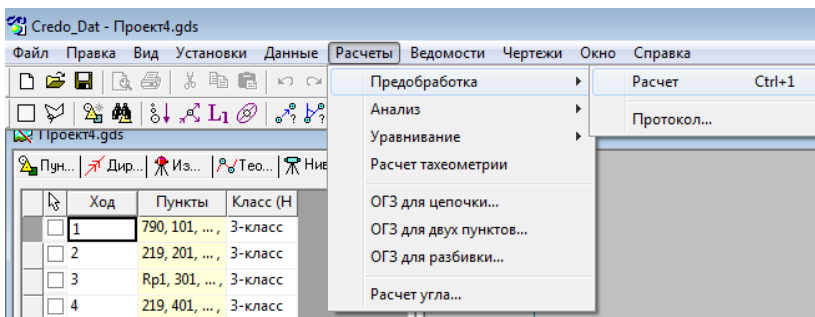 Credo_Dat - Проект4.gds
Файл Правка Вид Установки Данные Расчеты Ведомости Чертежи Окно Справка
Предобработка
Расчет Ctrl+1
Протокол...
Анализ
Уравнивание
Расчет тахеометрии
ОГЗ для цепочки...
ОГЗ для двух пунктов...
ОГЗ для разбивки...
Расчет угла...
L1
Проект4.gds
Пун... Дир... Из... Тео... Нив
Ход Пункты Класс (Н
1 790, 101, ... , 3-класс
2 219, 201, ... , 3-класс
3 Rp1, 301, ... , 3-класс
4 219, 401, ... , 3-класс